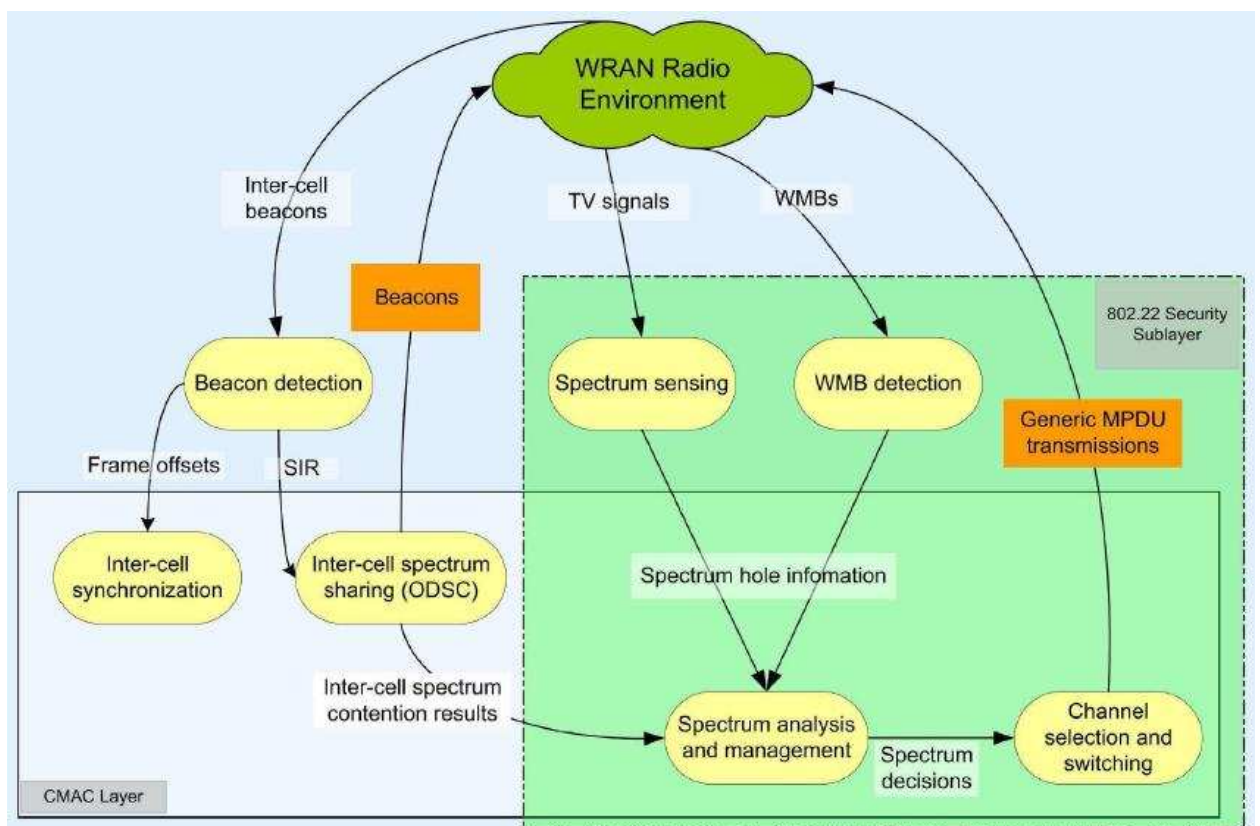 WRAN Radio
Environment
Inter-cell
beacons
TV signals
WMBs
Beacons
802.22 Security
Sublayer
Beacon detection
Spectrum sensing
WMB detection
Generic MPDU
transmissions
Frame offsets
SIR
Inter-cell
synchronization
Inter-cell spectrum
sharing (ODSC)
Spectrum hole infomation
Inter-cell spectrum
contention results
Spectrum analysis
and management
Spectrum
decisions
Channel
selection and
switching
CMAC Layer